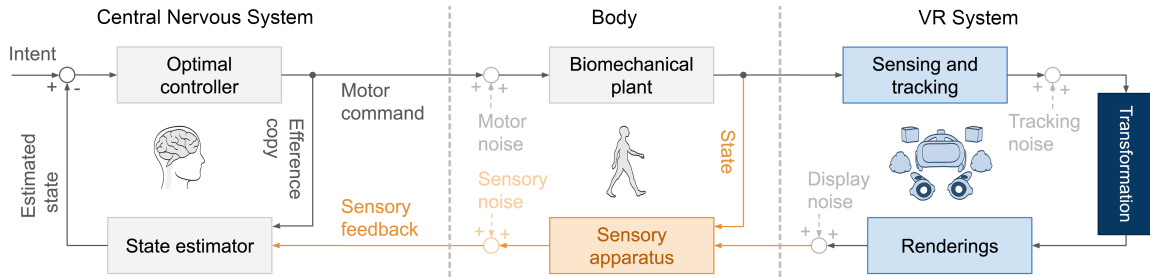 Central Nervous System
Body
VR System
Intent
+
-
Optimal
controller
Motor
command
Efference
copy
Estimated
state
State estimator
Sensory
feedback
+ +
Motor
noise
Sensory
noise
+ +
Biomechanical
plant
State
Sensory
apparatus
Sensing and
tracking
+ +
Tracking
noise
Transformation
Display
noise
+ +
Renderings